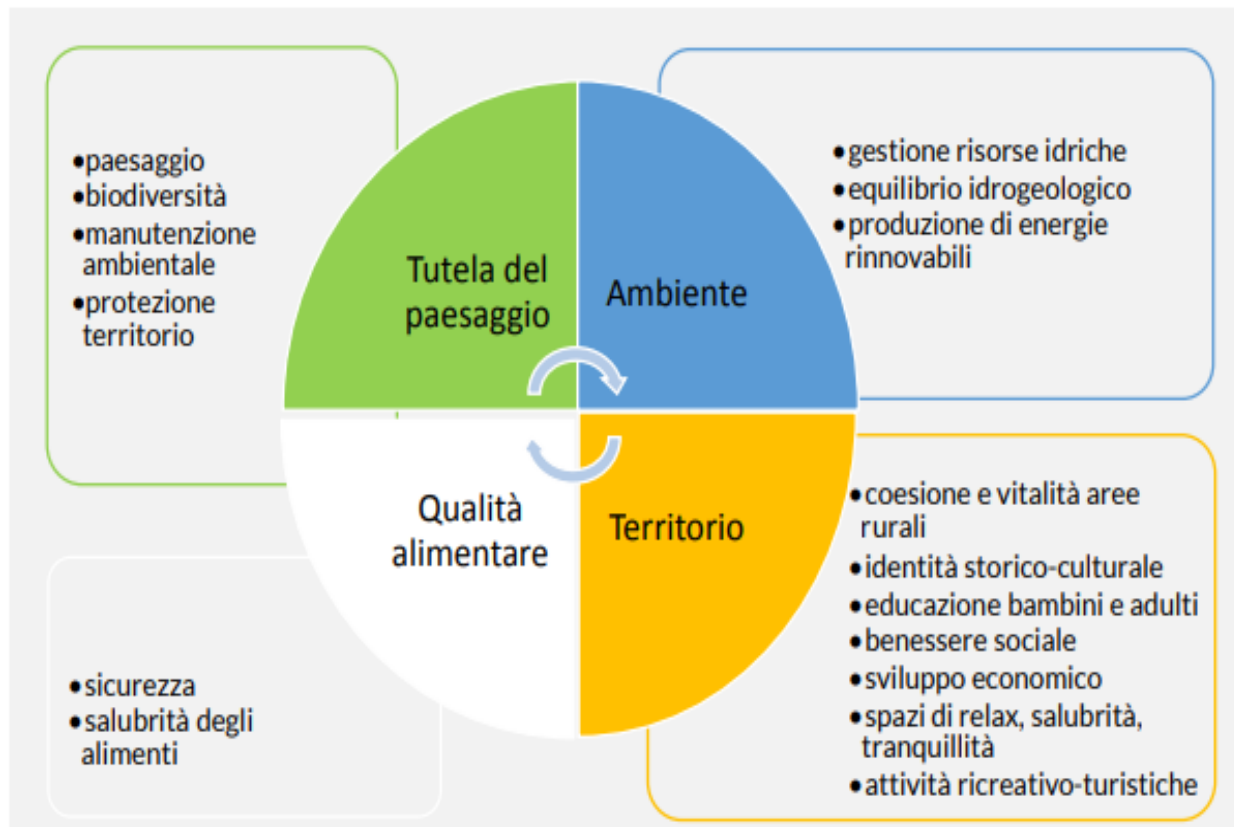 •paesaggio
•biodiversità
•manutenzione
ambientale
•protezione
territorio
Tutela del
paesaggio
Ambiente
•gestione risorse idriche
•equilibrio idrogeologico
•produzione di energie
rinnovabili
Qualità
alimentare
Territorio
•sicurezza
•salubrità degli
alimenti
•coesione e vitalità aree
rurali
•identità storico-culturale
•educazione bambini e adulti
•benessere sociale
•sviluppo economico
•spazi di relax, salubrità,
tranquillità
•attività ricreativo-turistiche